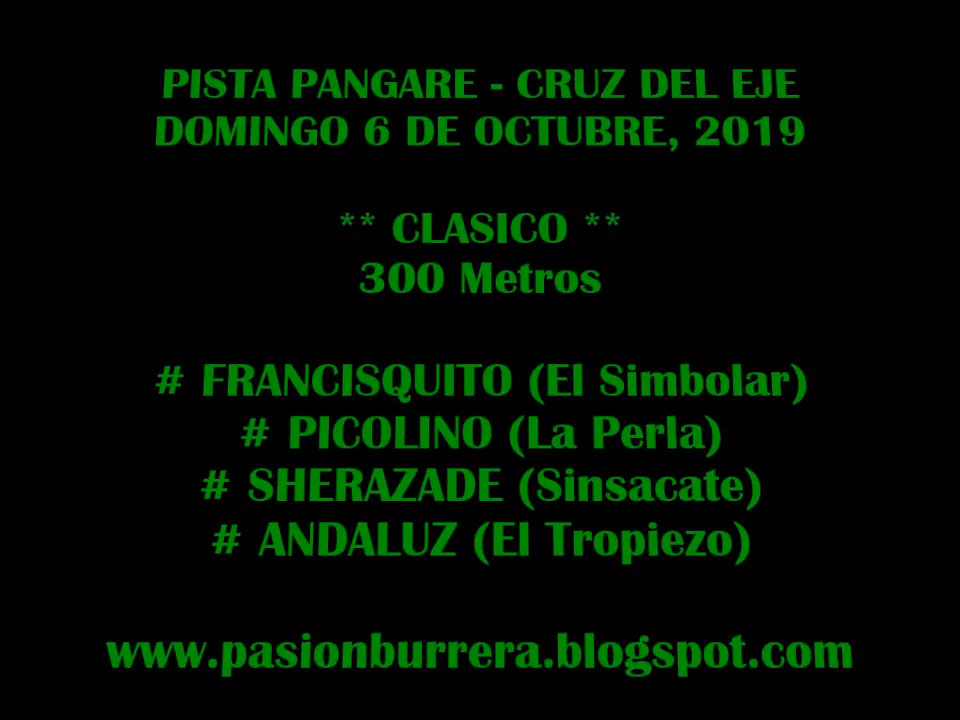 PISTA PANGARE - CRUZ DEL EJE
DOMINGO 6 DE OCTUBRE, 2019
** CLASICO **
300 Metros
# FRANCISQUITO (El Simbolar)
# PICOLINO (La Perla)
# SHERAZADE (Sinsacate)
# ANDALUZ (El Tropiezo)
www.pasionburrera.blogspot.com